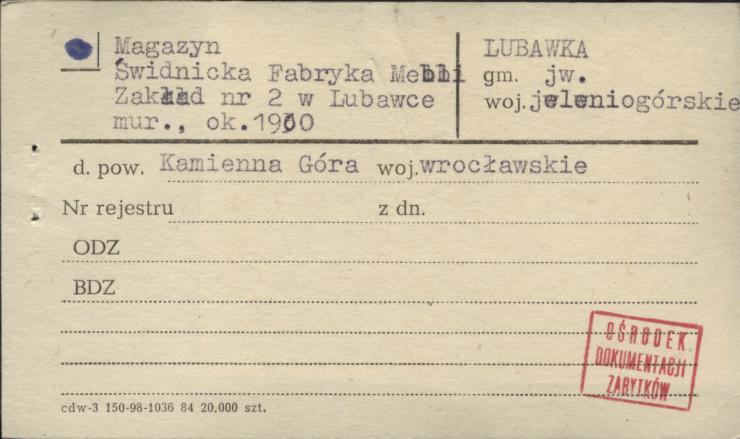 Magazyn
Świdnicka Fabryka Mebli
Zakład nr 2 w Lubawce
mur., ok. 1910
LUBAWKA
gm. jw.
woj. jeleniogórskie
d. pow. Kamienna Góra woj. wrocławskie
Nr rejestru z dn.
ODZ
BDZ
OŚRODEK
DOKUMENTACJI
ZABYTKÓW
cdw-3 150-98-1036 84 20.000 szt.